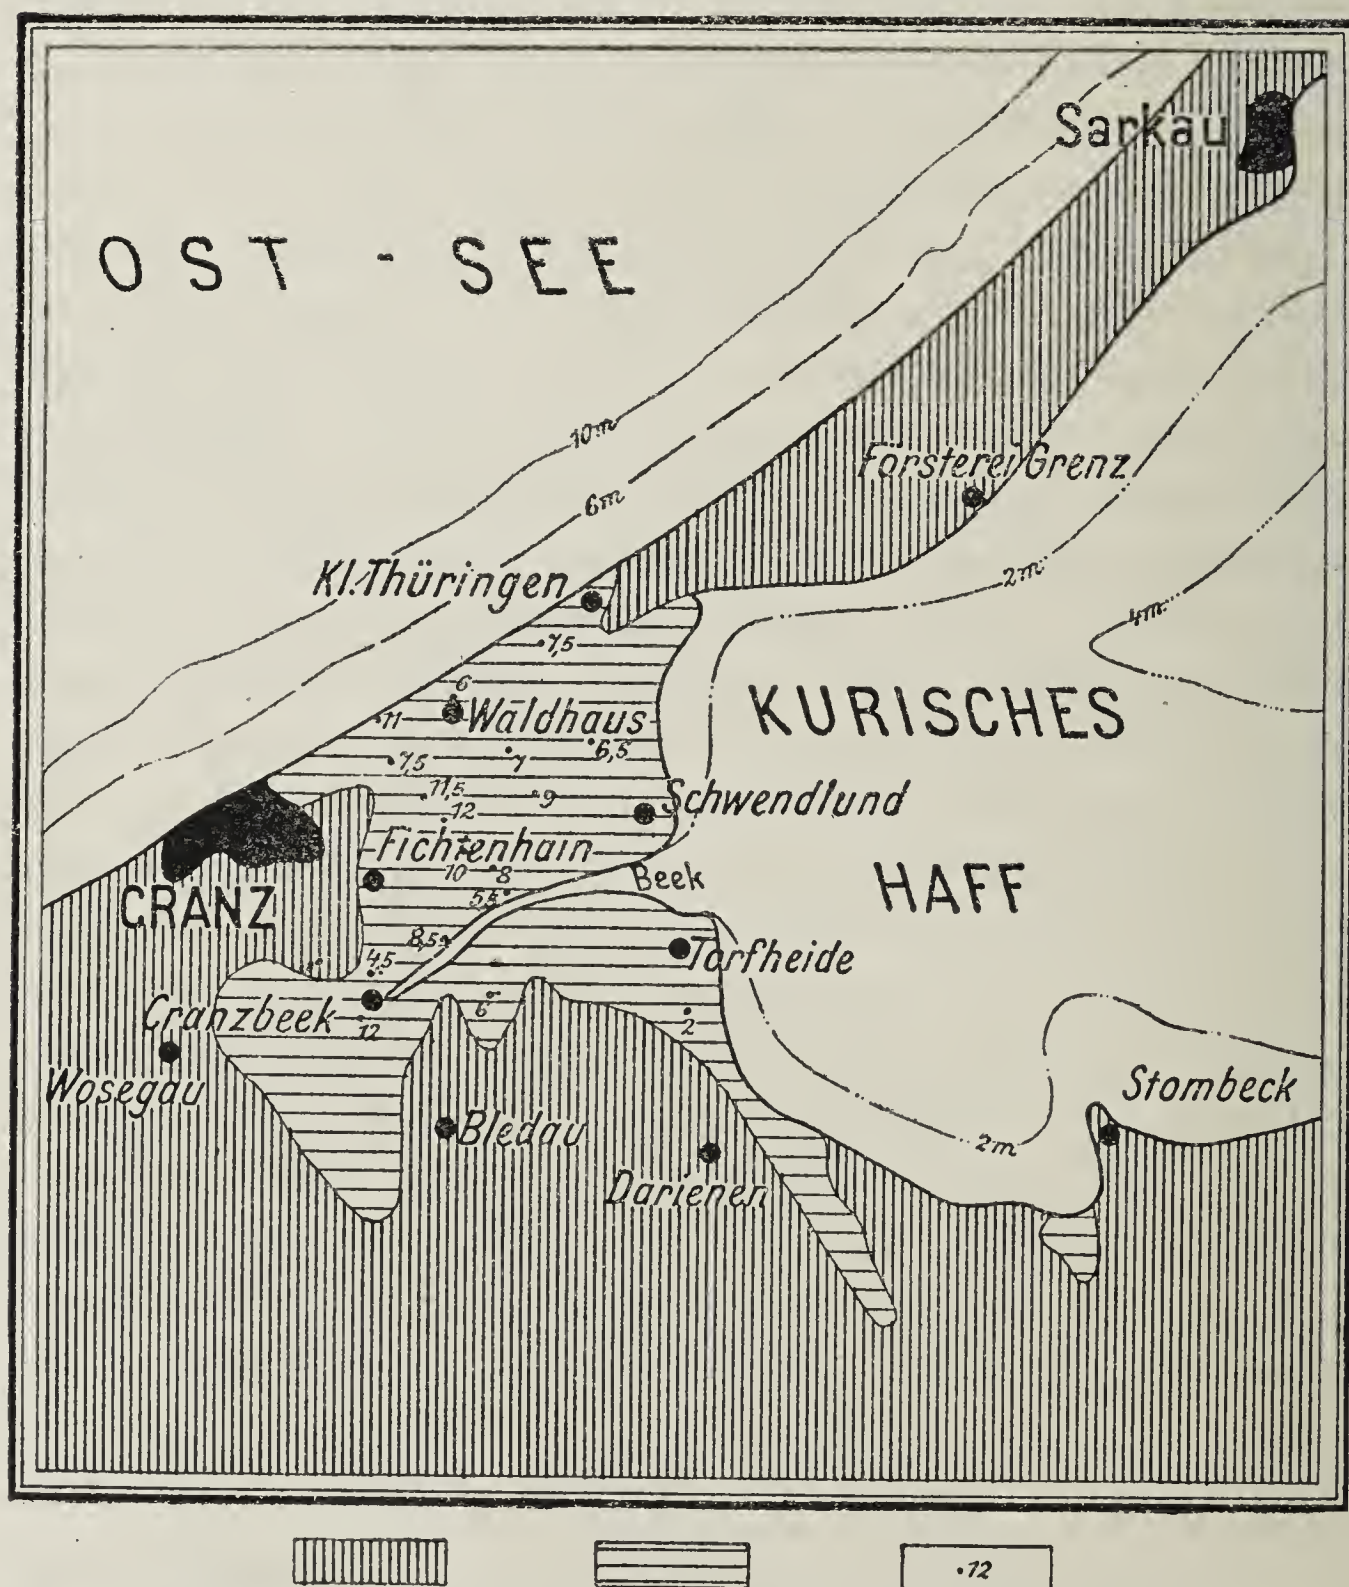 Sarkau
OST - SEE
10m
Försterei Grenz
6m
Kl. Thüringen
2m
4m
7,5
6
KURISCHES
11
Waldhaus
7,5
7
6,5
11,5
9
Schwendlund
12
Fichtenhain
10
8
Beek
HAFF
CRANZ
8,5
4,5
Torfheide
6
Cranzbeek
12
2
Wosegau
Stombeck
Bledau
2m
Darienen
12